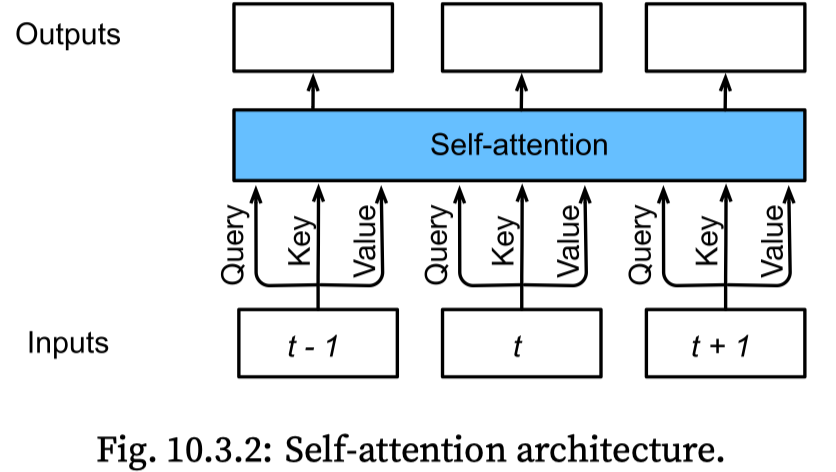 Outputs
Self-attention
Query Key Value Query Key Value Query Key Value
Inputs t - 1 t t + 1
Fig. 10.3.2: Self-attention architecture.